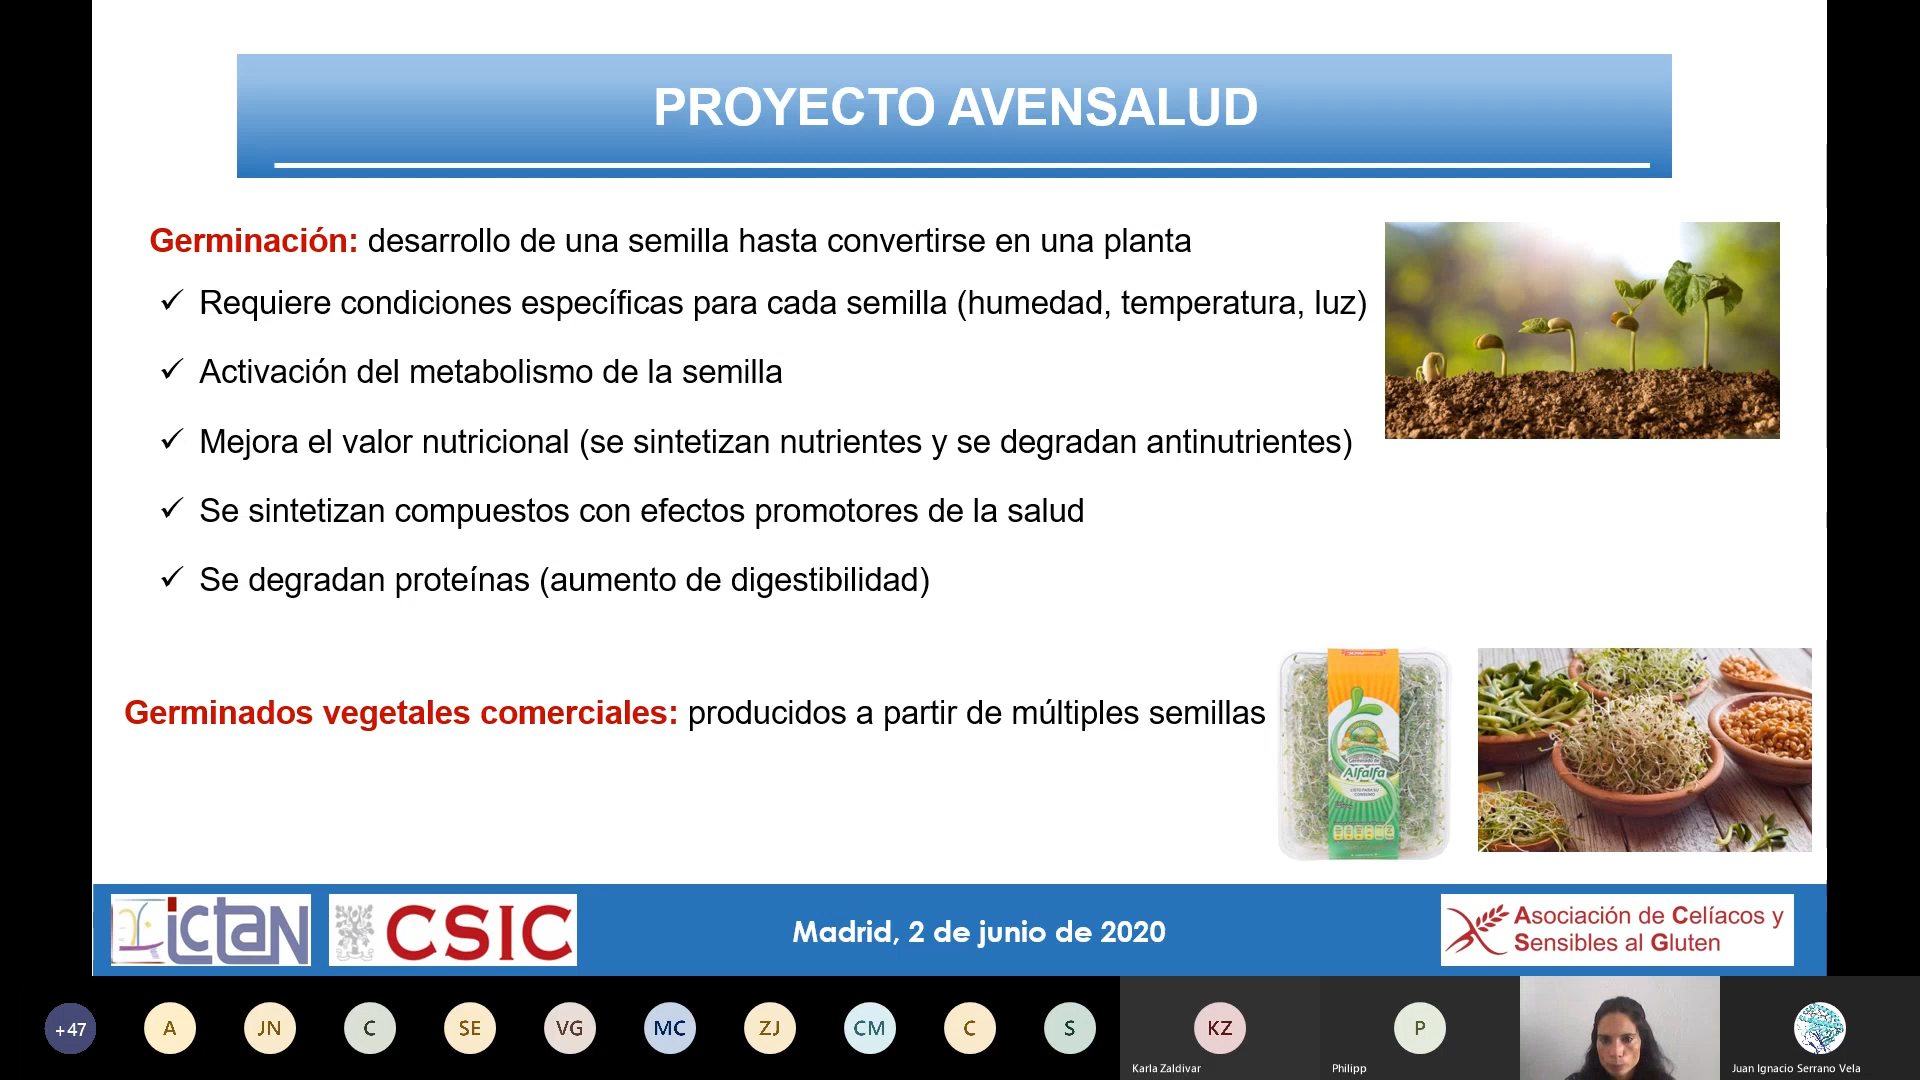 PROYECTO AVENSALUD
Germinación: desarrollo de una semilla hasta convertirse en una planta
✓ Requiere condiciones específicas para cada semilla (humedad, temperatura, luz)
✓ Activación del metabolismo de la semilla
✓ Mejora el valor nutricional (se sintetizan nutrientes y se degradan antinutrientes)
✓ Se sintetizan compuestos con efectos promotores de la salud
✓ Se degradan proteínas (aumento de digestibilidad)
Germinados vegetales comerciales: producidos a partir de múltiples semillas
Alfalfa
ictan
CSIC
Madrid, 2 de junio de 2020
Asociación de Celíacos y
Sensibles al Gluten
+47
A
JN
C
SE
VG
MC
ZJ
CM
C
S
KZ
P
Karla Zaldivar
Philipp
Juan Ignacio Serrano Vela